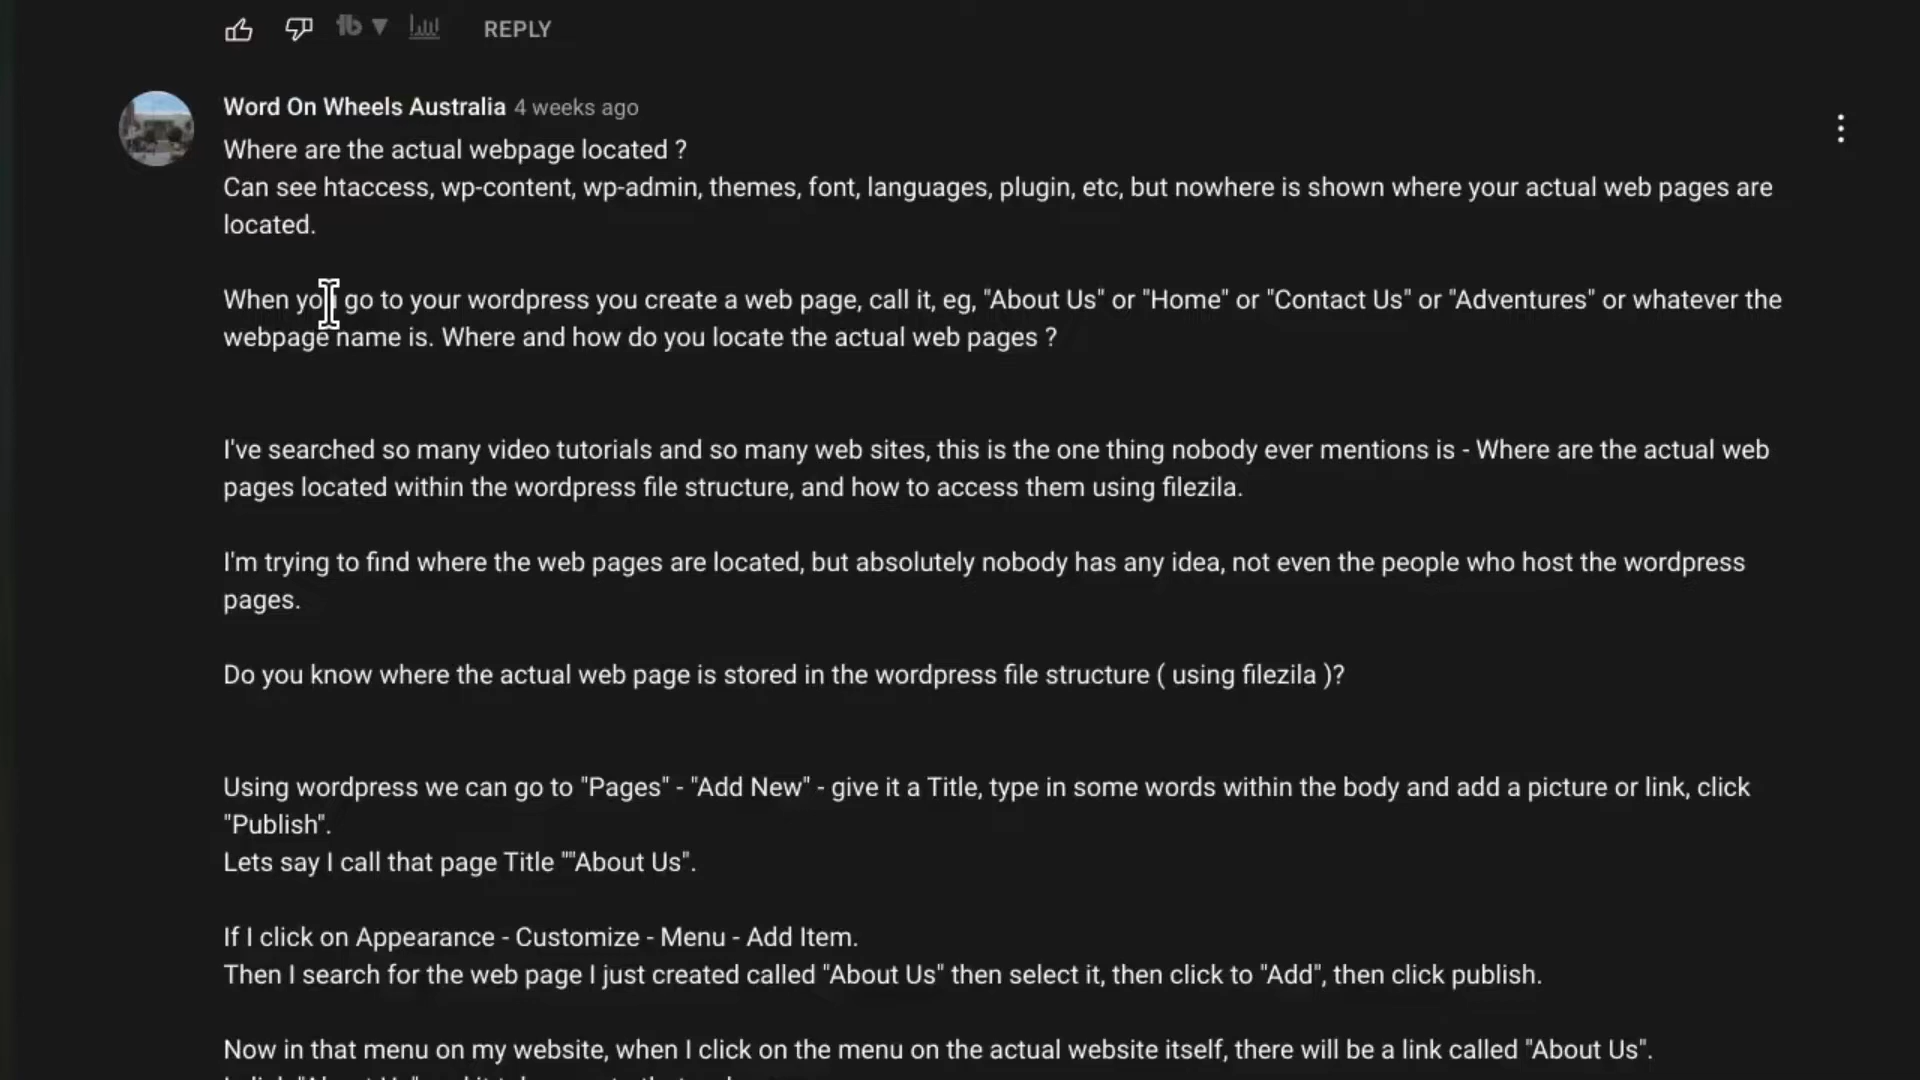 REPLY
Word On Wheels Australia 4 weeks ago
Where are the actual webpage located ?
Can see htaccess, wp-content, wp-admin, themes, font, languages, plugin, etc, but nowhere is shown where your actual web pages are
located.
When you go to your wordpress you create a web page, call it, eg, "About Us" or "Home" or "Contact Us" or "Adventures" or whatever the
webpage name is. Where and how do you locate the actual web pages ?
I've searched so many video tutorials and so many web sites, this is the one thing nobody ever mentions is - Where are the actual web
pages located within the wordpress file structure, and how to access them using filezila.
I'm trying to find where the web pages are located, but absolutely nobody has any idea, not even the people who host the wordpress
pages.
Do you know where the actual web page is stored in the wordpress file structure ( using filezila )?
Using wordpress we can go to "Pages" - "Add New" - give it a Title, type in some words within the body and add a picture or link, click
"Publish".
Lets say I call that page Title ""About Us".
If I click on Appearance - Customize - Menu - Add Item.
Then I search for the web page I just created called "About Us" then select it, then click to "Add", then click publish.
Now in that menu on my website, when I click on the menu on the actual website itself, there will be a link called "About Us".